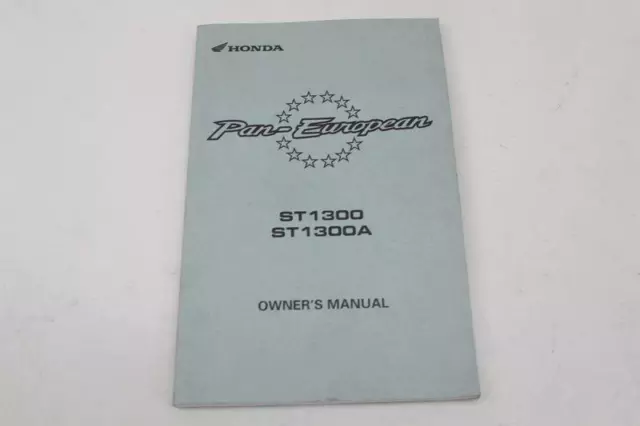 HONDA
Pan-European
ST1300
ST1300A
OWNER'S MANUAL